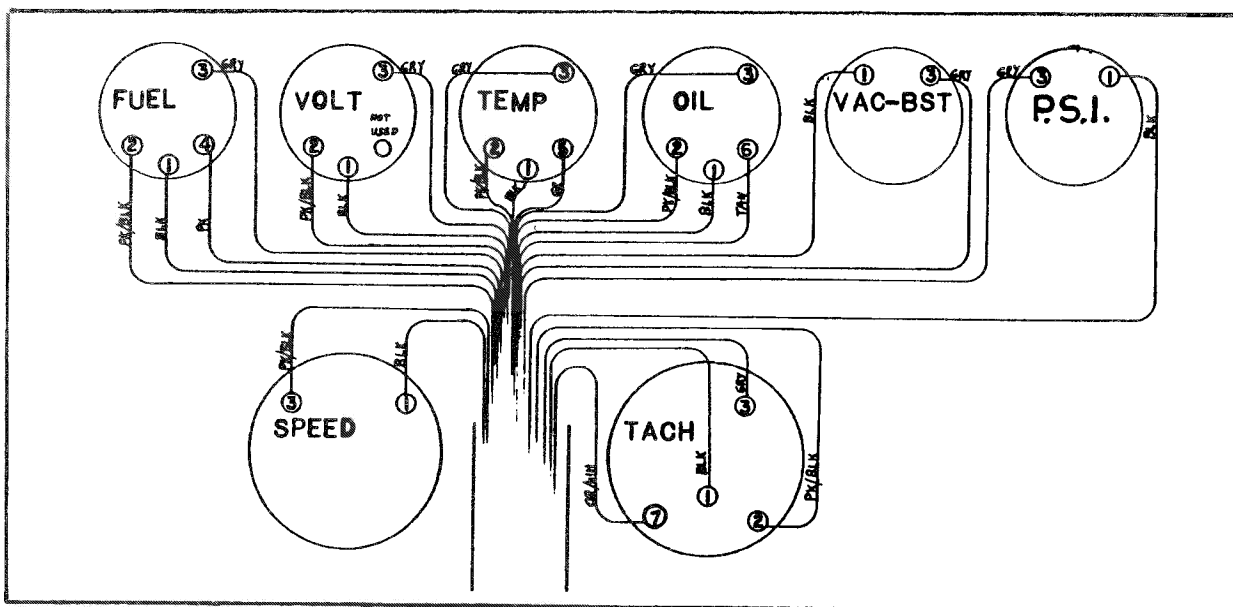 FUEL
3 GRY
2
1
4
PK/BLK
BLK
PK
VOLT
3 GRY
NOT
USED
2
1
PK/BLK
BLK
TEMP
GRY 3
2
1
PK/BLK
BLK
OIL
GRY 3
2
1
6
PK/BLK
BLK
TAN
VAC-BST
1
3 GRY
BLK
P.S.I.
GRY 3
1
BLK
SPEED
PK/BLK
BLK
3
1
TACH
GRY
3
BLK
1
7
2
PK/BLK